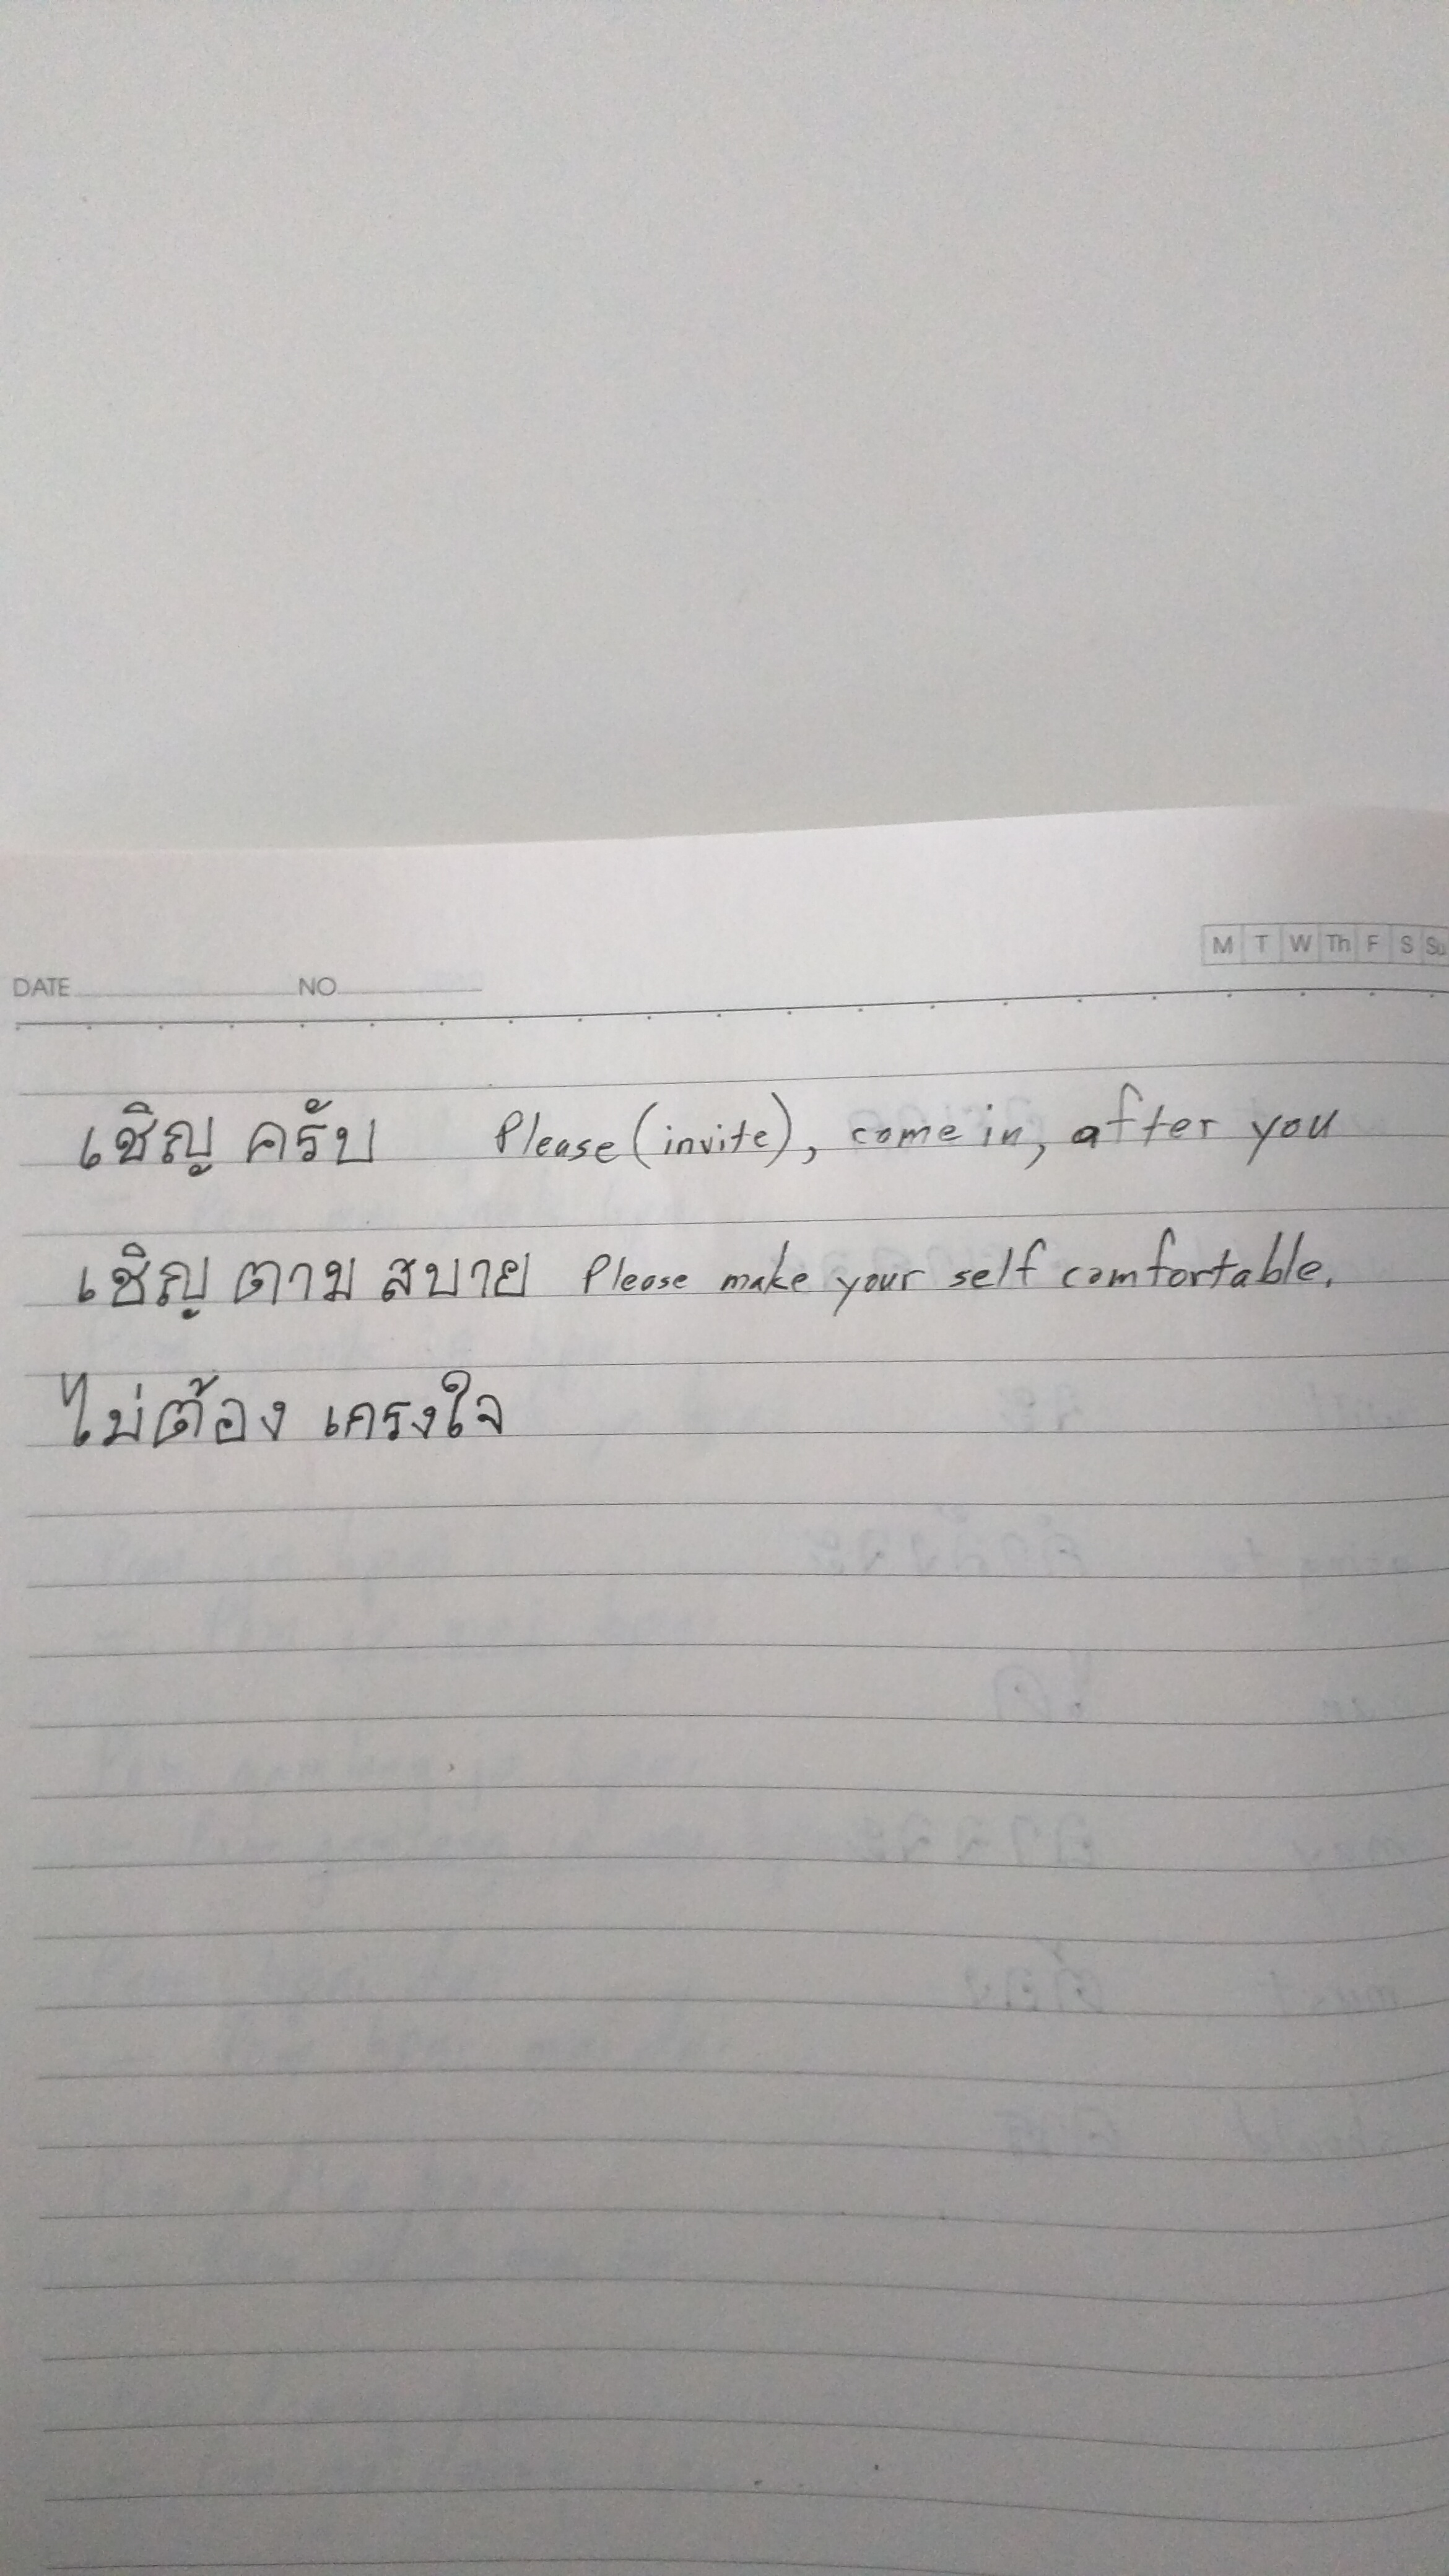 M T W Th F S Su
DATE NO
เชิญ ครั้บ Please (invite), come in, after you
เชิญ ตาม สบาย Please make your self comfortable.
ไม่ต้อง เกรงใจ